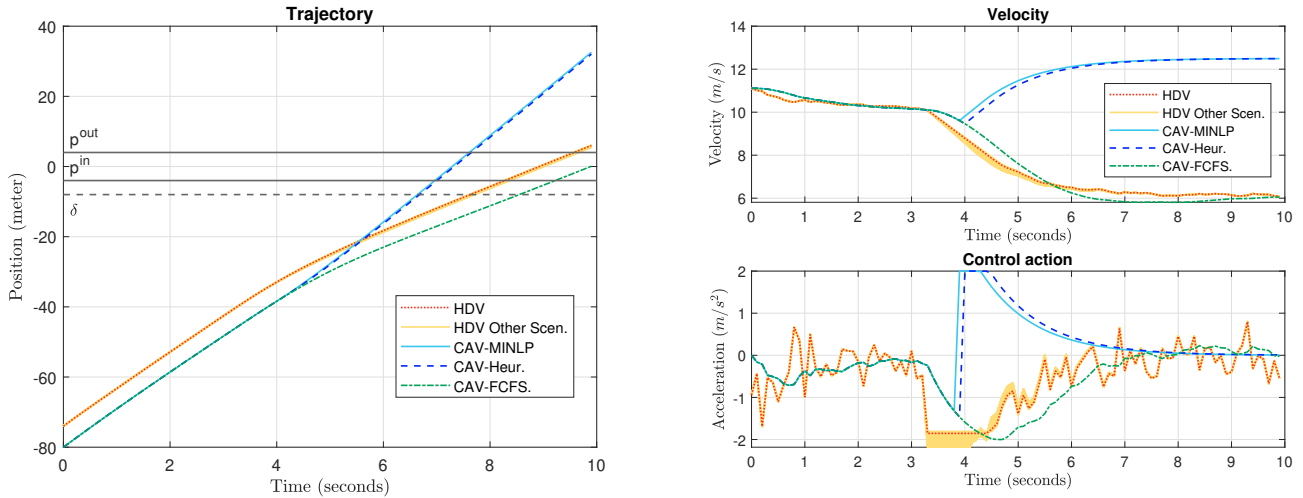 Trajectory
40
20
0
-20
-40
-60
-80
Position (meter)
p^out
p^in
δ
HDV
HDV Other Scen.
CAV-MINLP
CAV-Heur.
CAV-FCFS.
0 2 4 6 8 10
Time (seconds)
Velocity
14
12
10
8
6
Velocity (m/s)
HDV
HDV Other Scen.
CAV-MINLP
CAV-Heur.
CAV-FCFS.
0 1 2 3 4 5 6 7 8 9 10
Time (seconds)
Control action
2
1
0
-1
-2
Acceleration (m/s²)
0 1 2 3 4 5 6 7 8 9 10
Time (seconds)